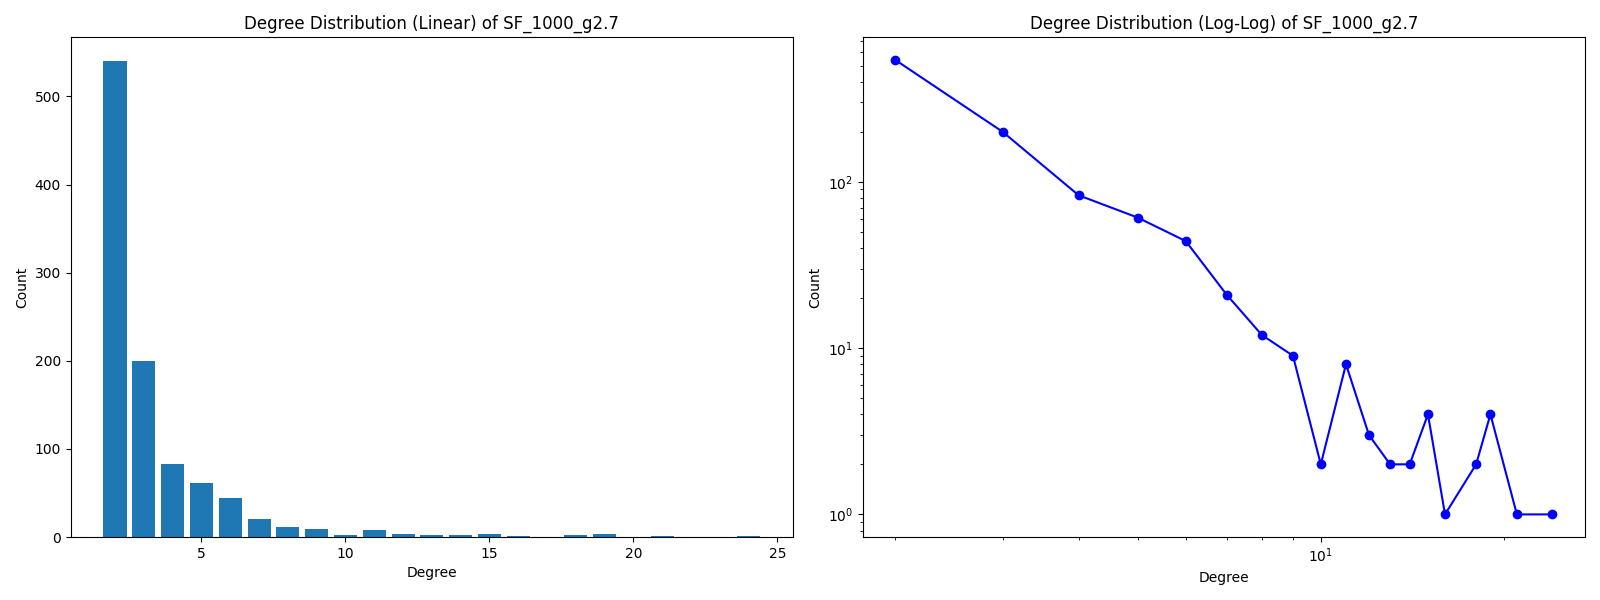 Degree Distribution (Linear) of SF_1000_g2.7
500
400
300
200
100
0
Count
5
10
15
20
25
Degree
Degree Distribution (Log-Log) of SF_1000_g2.7
10²
10¹
10⁰
Count
10¹
Degree